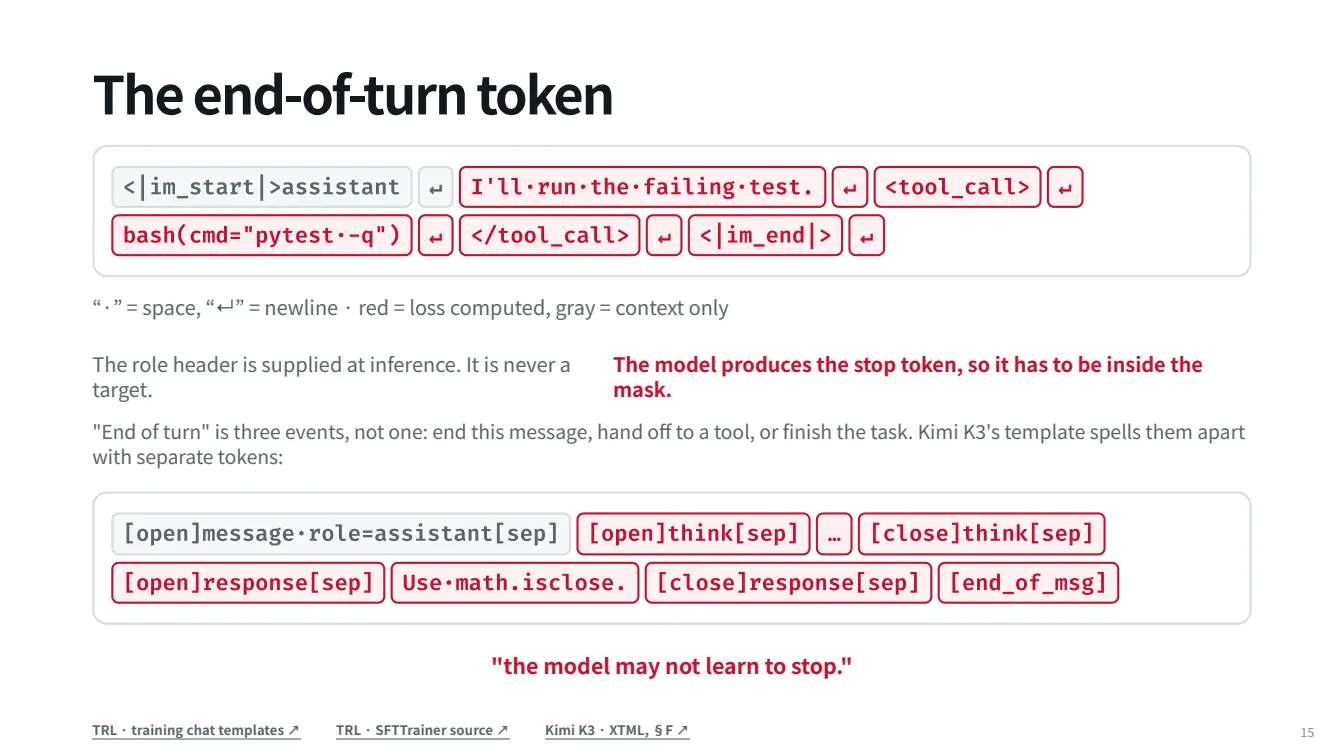 The end-of-turn token
<|im_start|>assistant ↵ I'll·run·the·failing·test. ↵ <tool_call> ↵
bash(cmd="pytest·-q") ↵ </tool_call> ↵ <|im_end|> ↵
“·” = space, “↵” = newline · red = loss computed, gray = context only
The role header is supplied at inference. It is never a
target.
The model produces the stop token, so it has to be inside the
mask.
"End of turn" is three events, not one: end this message, hand off to a tool, or finish the task. Kimi K3's template spells them apart
with separate tokens:
[open]message·role=assistant[sep] [open]think[sep] … [close]think[sep]
[open]response[sep] Use·math.isclose. [close]response[sep] [end_of_msg]
"the model may not learn to stop."
TRL · training chat templates ↗ TRL · SFTTrainer source ↗ Kimi K3 · XTML, §F ↗
15